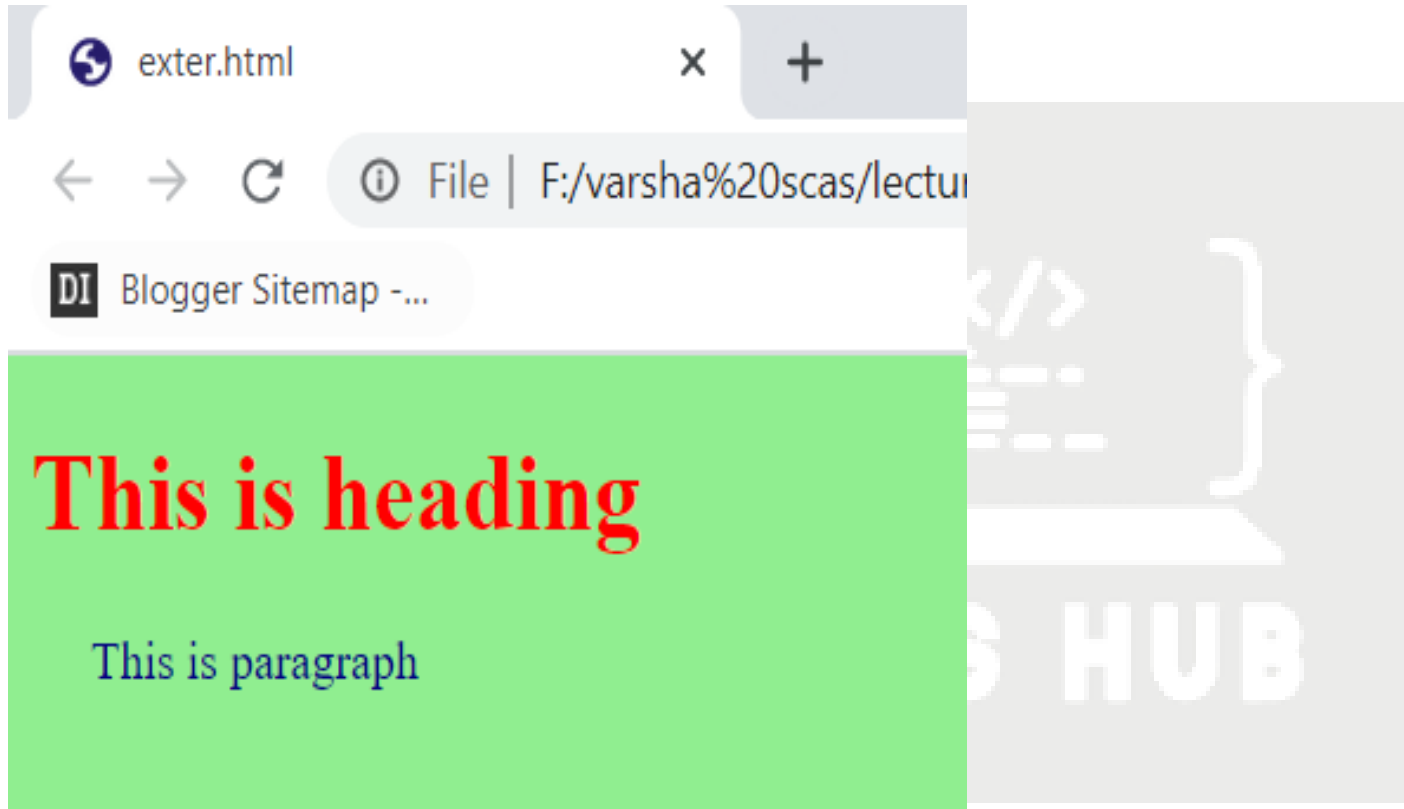 exter.html
File | F:/varsha%20scas/lectu
DI Blogger Sitemap -...
This is heading
</>
This is paragraph
S HUB